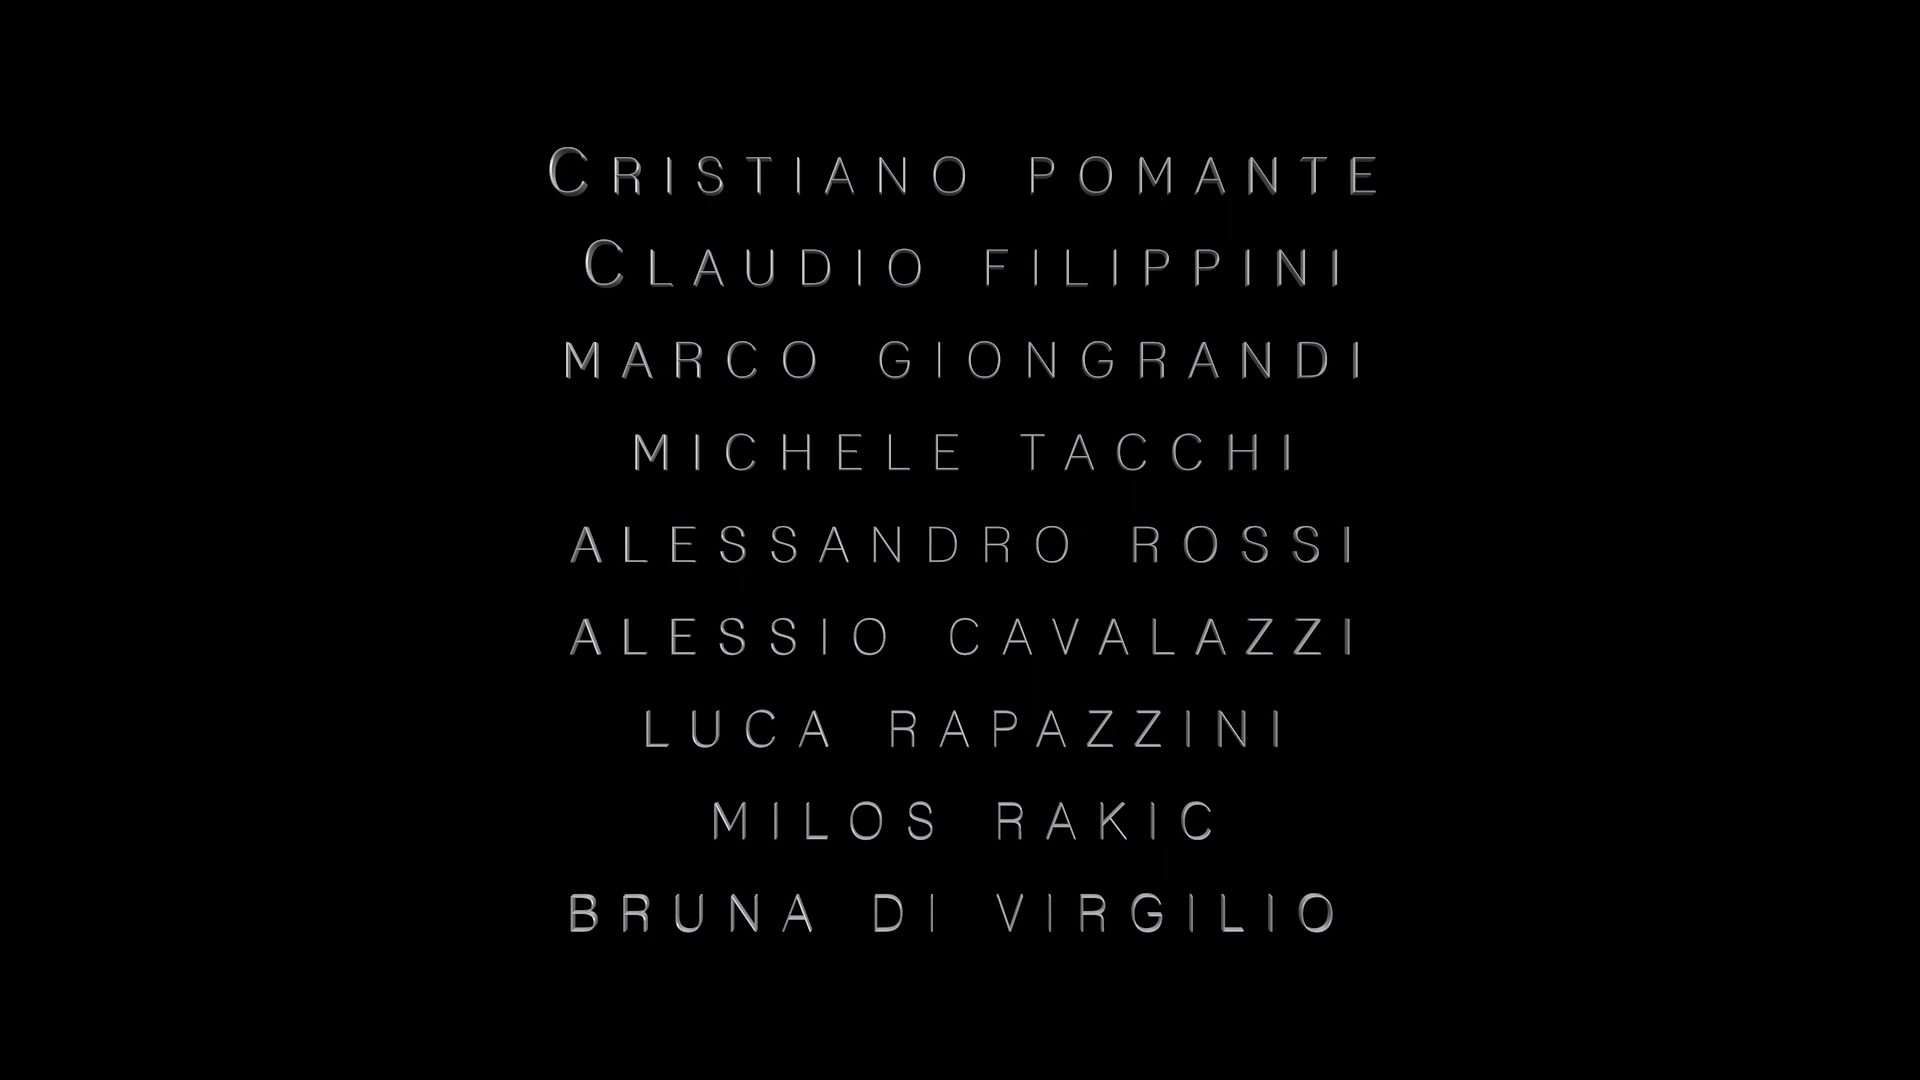 CRISTIANO POMANTE
CLAUDIO FILIPPINI
MARCO GIONGRANDI
MICHELE TACCHI
ALESSANDRO ROSSI
ALESSIO CAVALAZZI
LUCA RAPAZZINI
MILOS RAKIC
BRUNA DI VIRGILIO